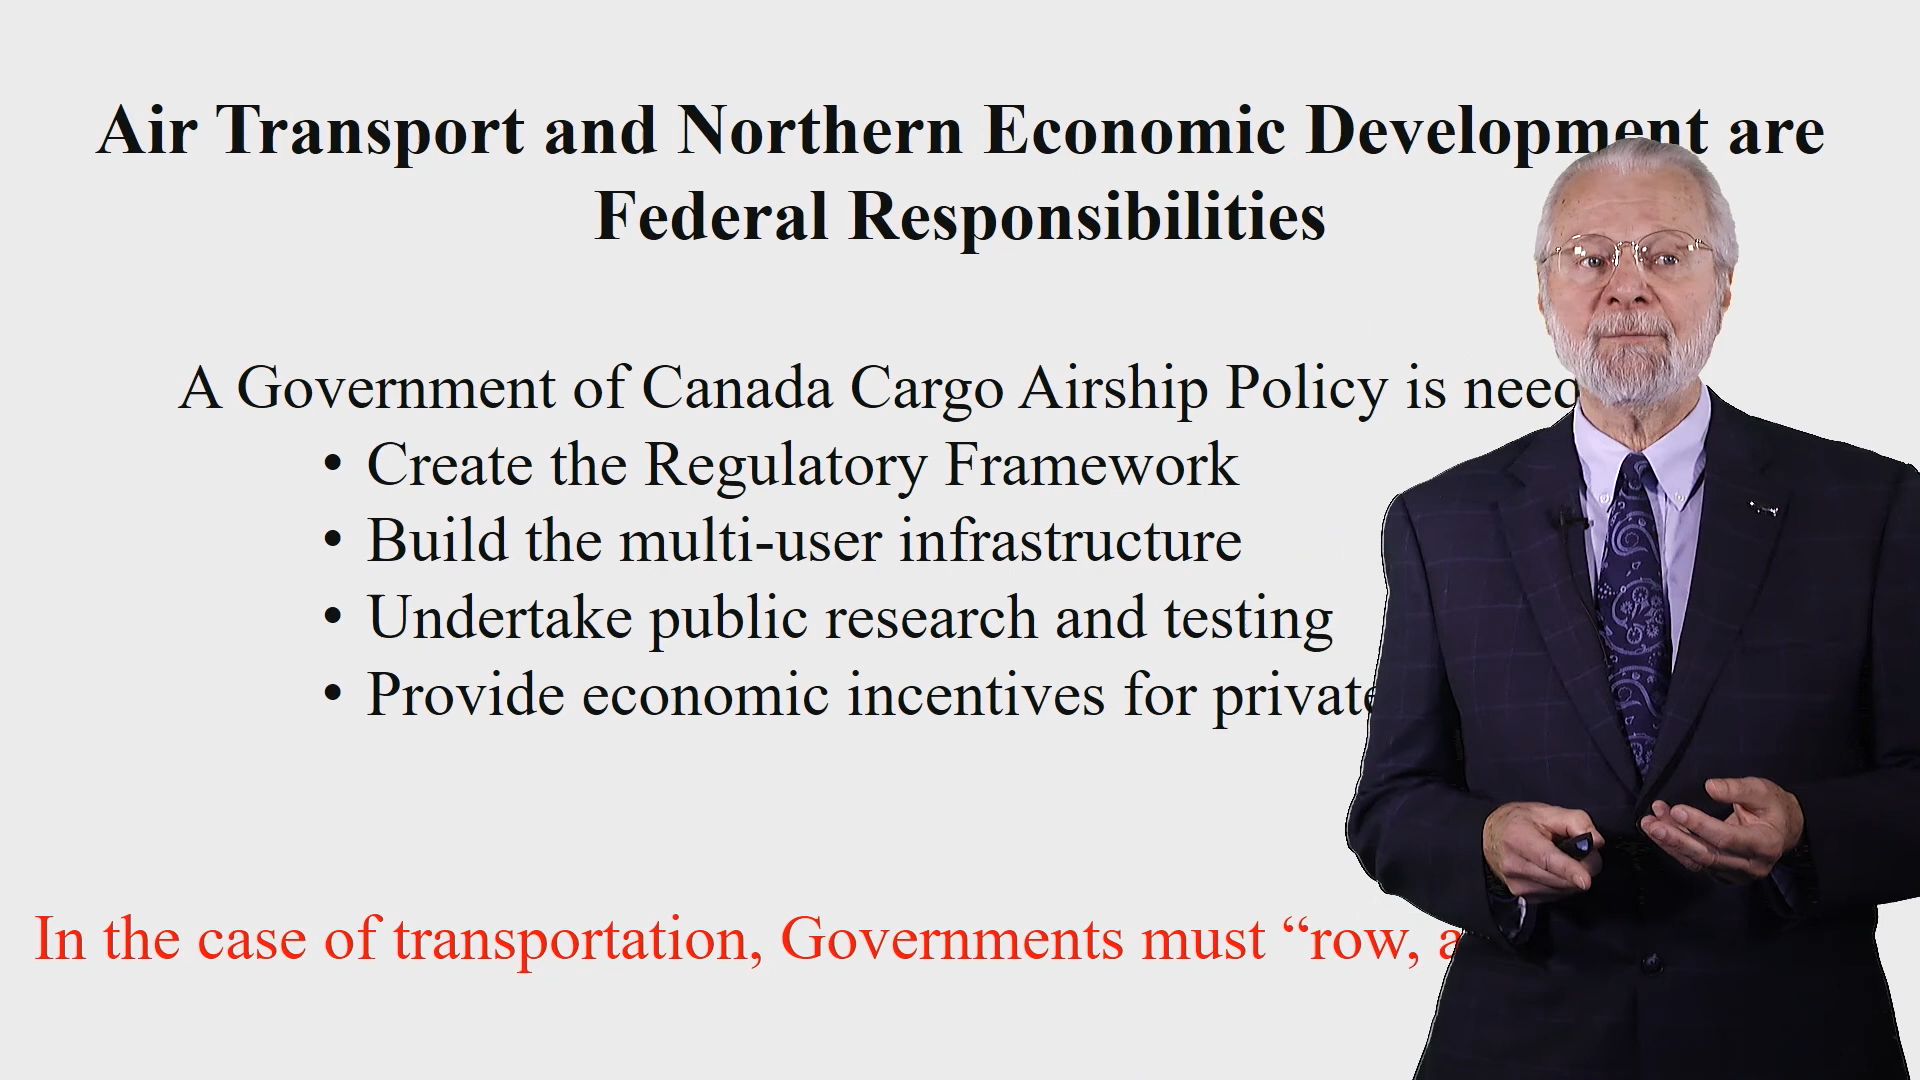 Air Transport and Northern Economic Development are
Federal Responsibilities
A Government of Canada Cargo Airship Policy is
• Create the Regulatory Framework
• Build the multi-user infrastructure
• Undertake public research and testing
• Provide economic incentives for private
In the case of transportation, Governments must “row,